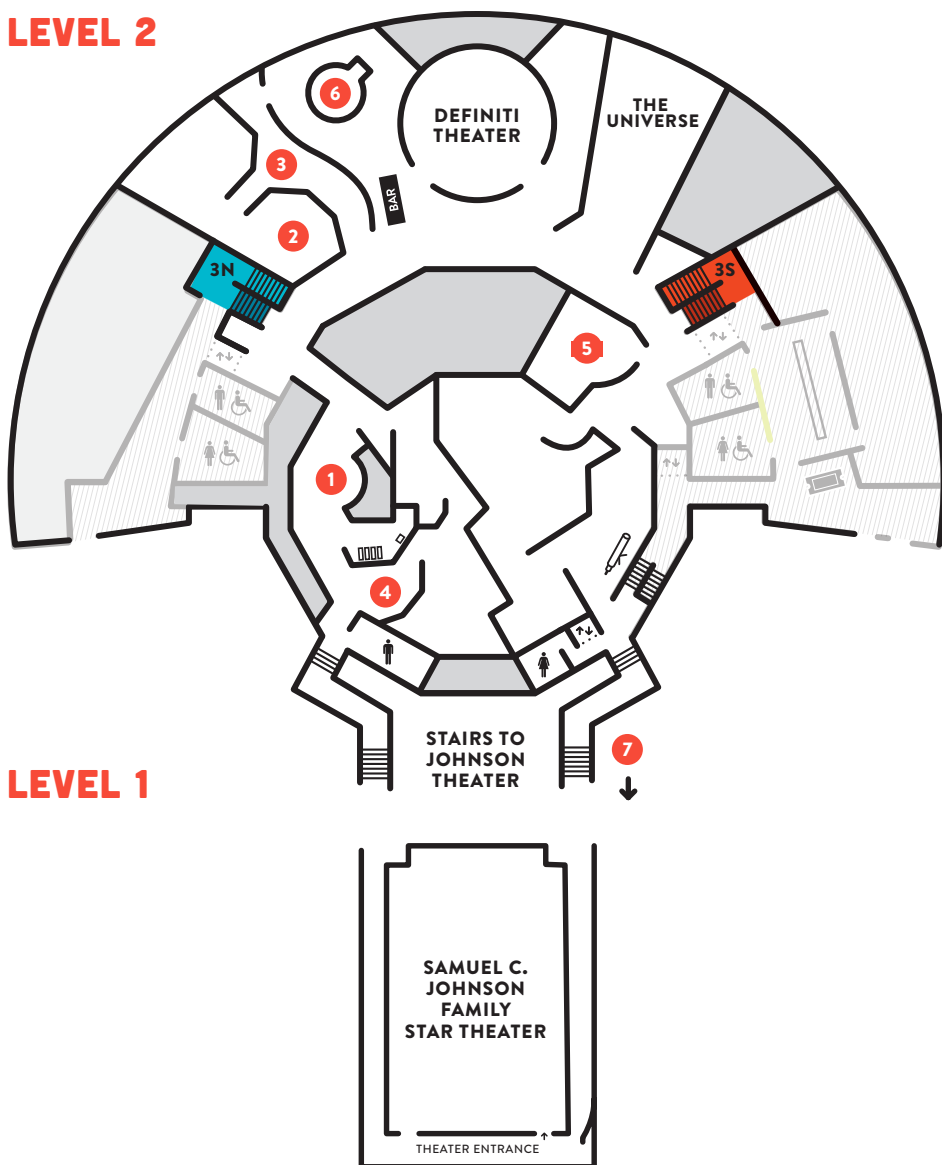 LEVEL 2
6
DEFINITI
THEATER
THE
UNIVERSE
3
BAR
2
3N
3S
5
1
4
STAIRS TO
JOHNSON
THEATER
7
LEVEL 1
SAMUEL C.
JOHNSON
FAMILY
STAR THEATER
THEATER ENTRANCE